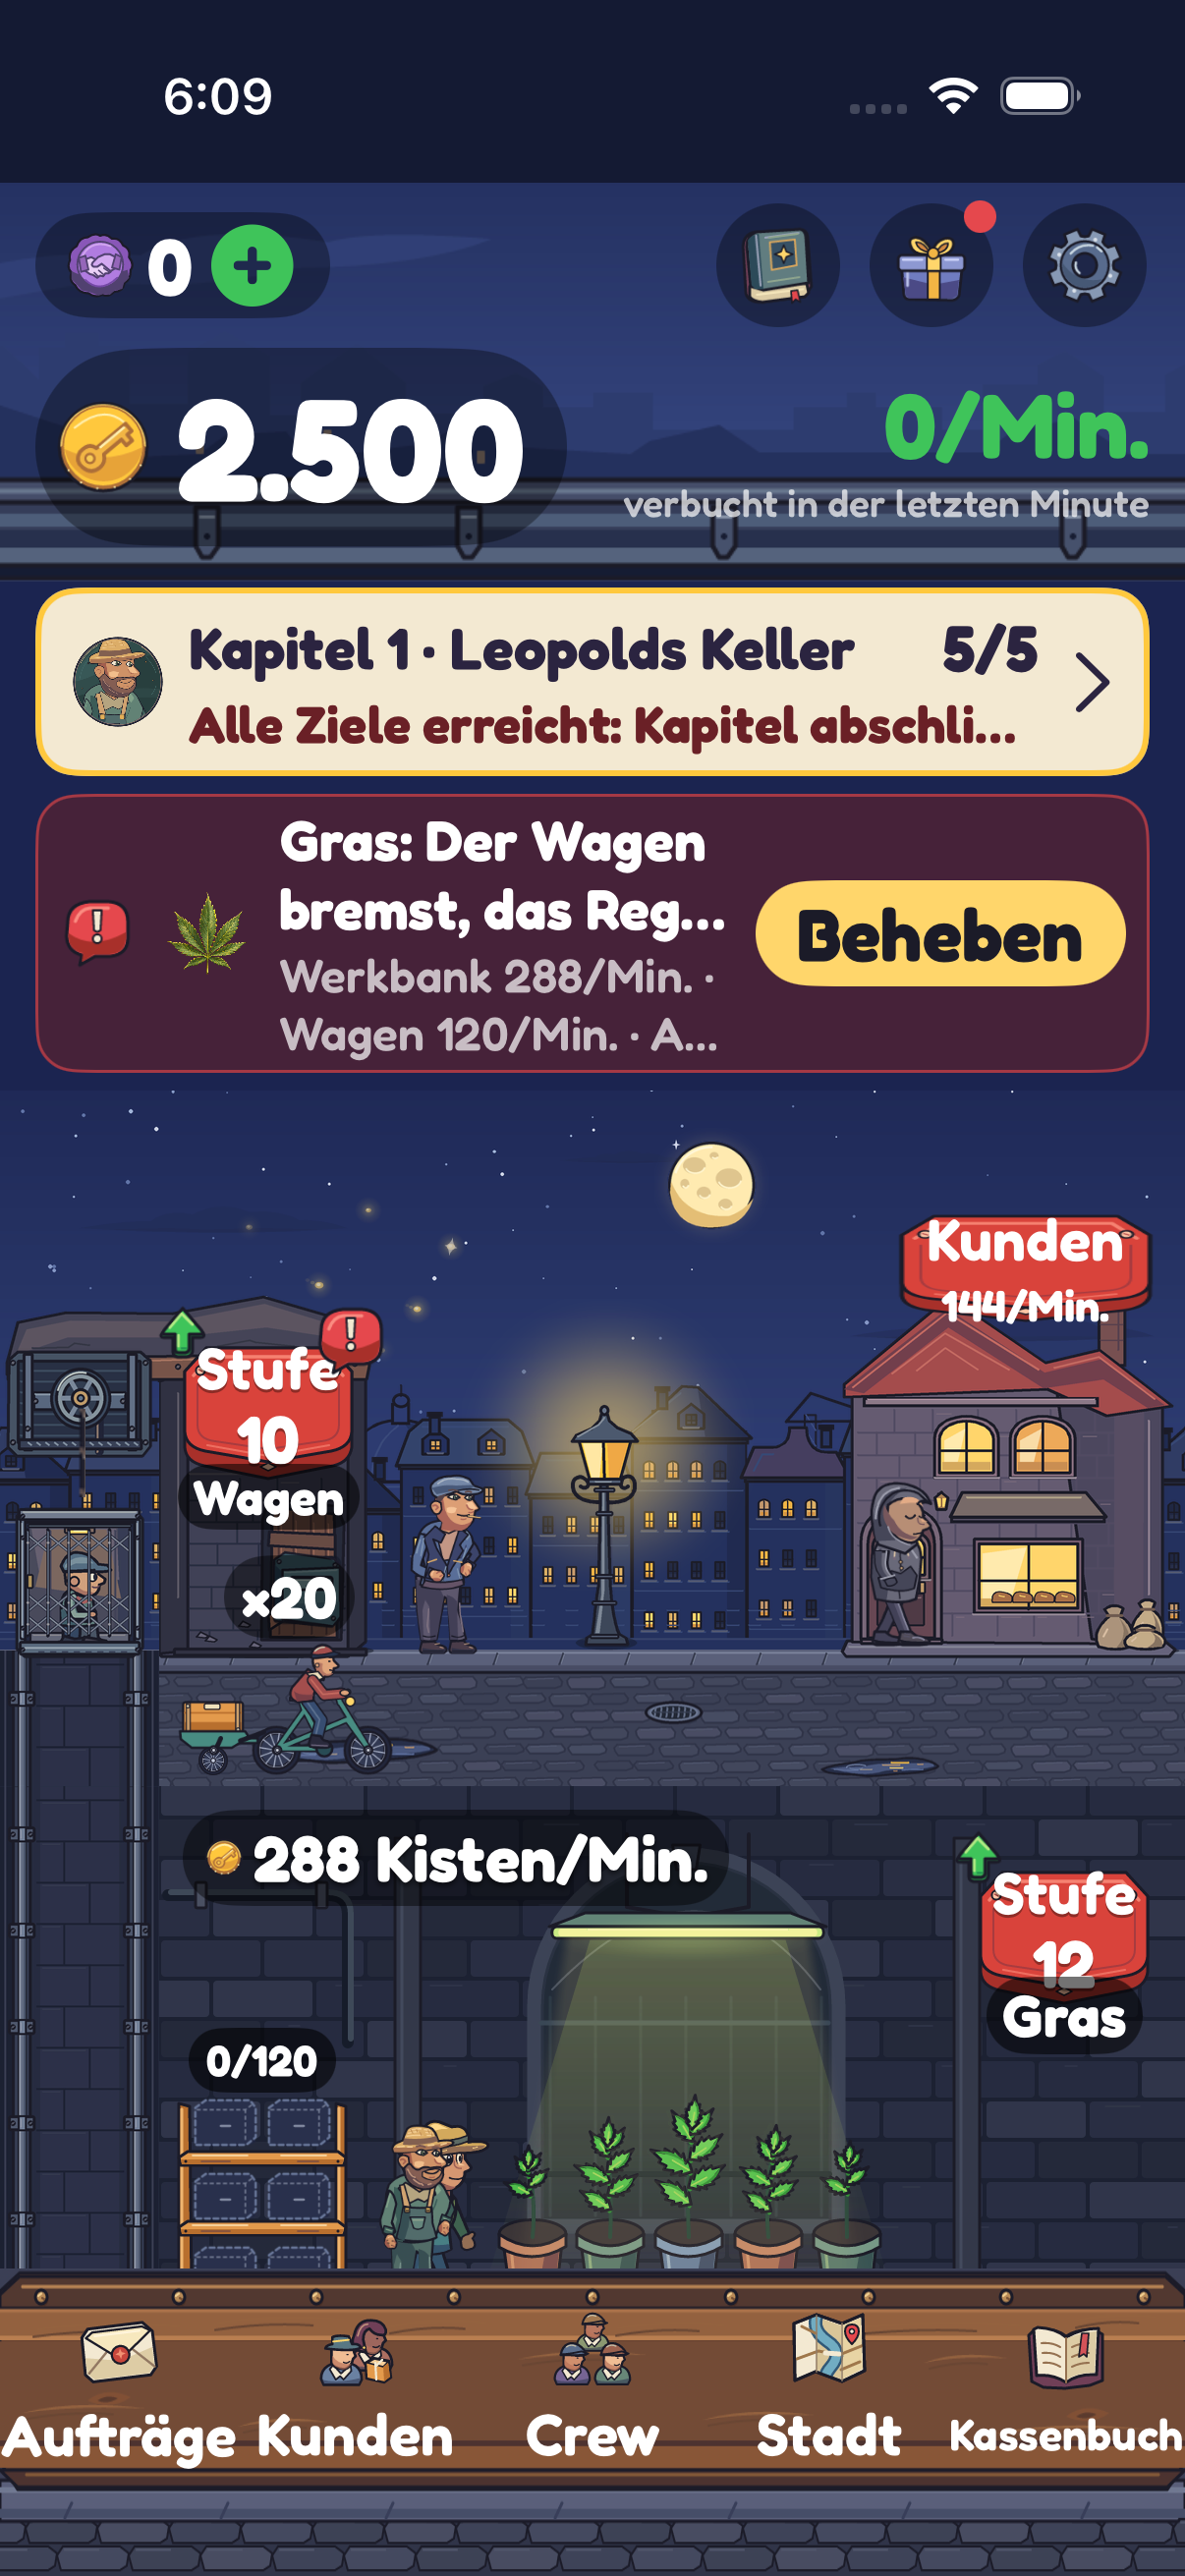 6:09
0
2.500
0/Min.
verbucht in der letzten Minute
Kapitel 1 · Leopolds Keller 5/5
Alle Ziele erreicht: Kapitel abschli...
Gras: Der Wagen
bremst, das Reg...
Werkbank 288/Min. ·
Wagen 120/Min. · A...
Beheben
Kunden
144/Min.
Stufe
10
Wagen
x20
288 Kisten/Min.
Stufe
12
Gras
0/120
Aufträge Kunden Crew Stadt Kassenbuch